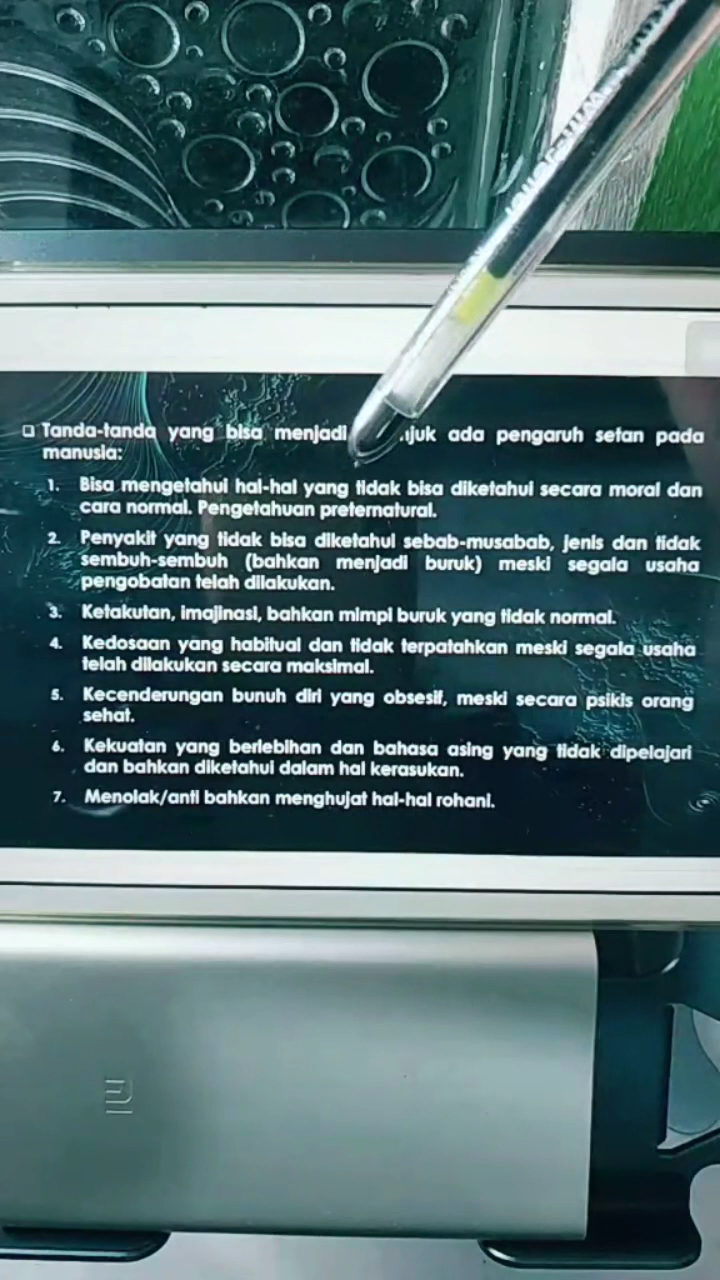 ❑ Tanda-tanda yang bisa menjadi juk ada pengaruh setan pada
manusia:
1. Bisa mengetahui hal-hal yang tidak bisa diketahui secara moral dan
cara normal. Pengetahuan preternatural.
2. Penyakit yang tidak bisa diketahui sebab-musabab, jenis dan tidak
sembuh-sembuh (bahkan menjadi buruk) meski segala usaha
pengobatan telah dilakukan.
3. Ketakutan, imajinasi, bahkan mimpi buruk yang tidak normal.
4. Kedosaan yang habitual dan tidak terpatahkan meski segala usaha
telah dilakukan secara maksimal.
5. Kecenderungan bunuh diri yang obsesif, meski secara psikis orang
sehat.
6. Kekuatan yang berlebihan dan bahasa asing yang tidak dipelajari
dan bahkan diketahui dalam hal kerasukan.
7. Menolak/anti bahkan menghujat hal-hal rohani.